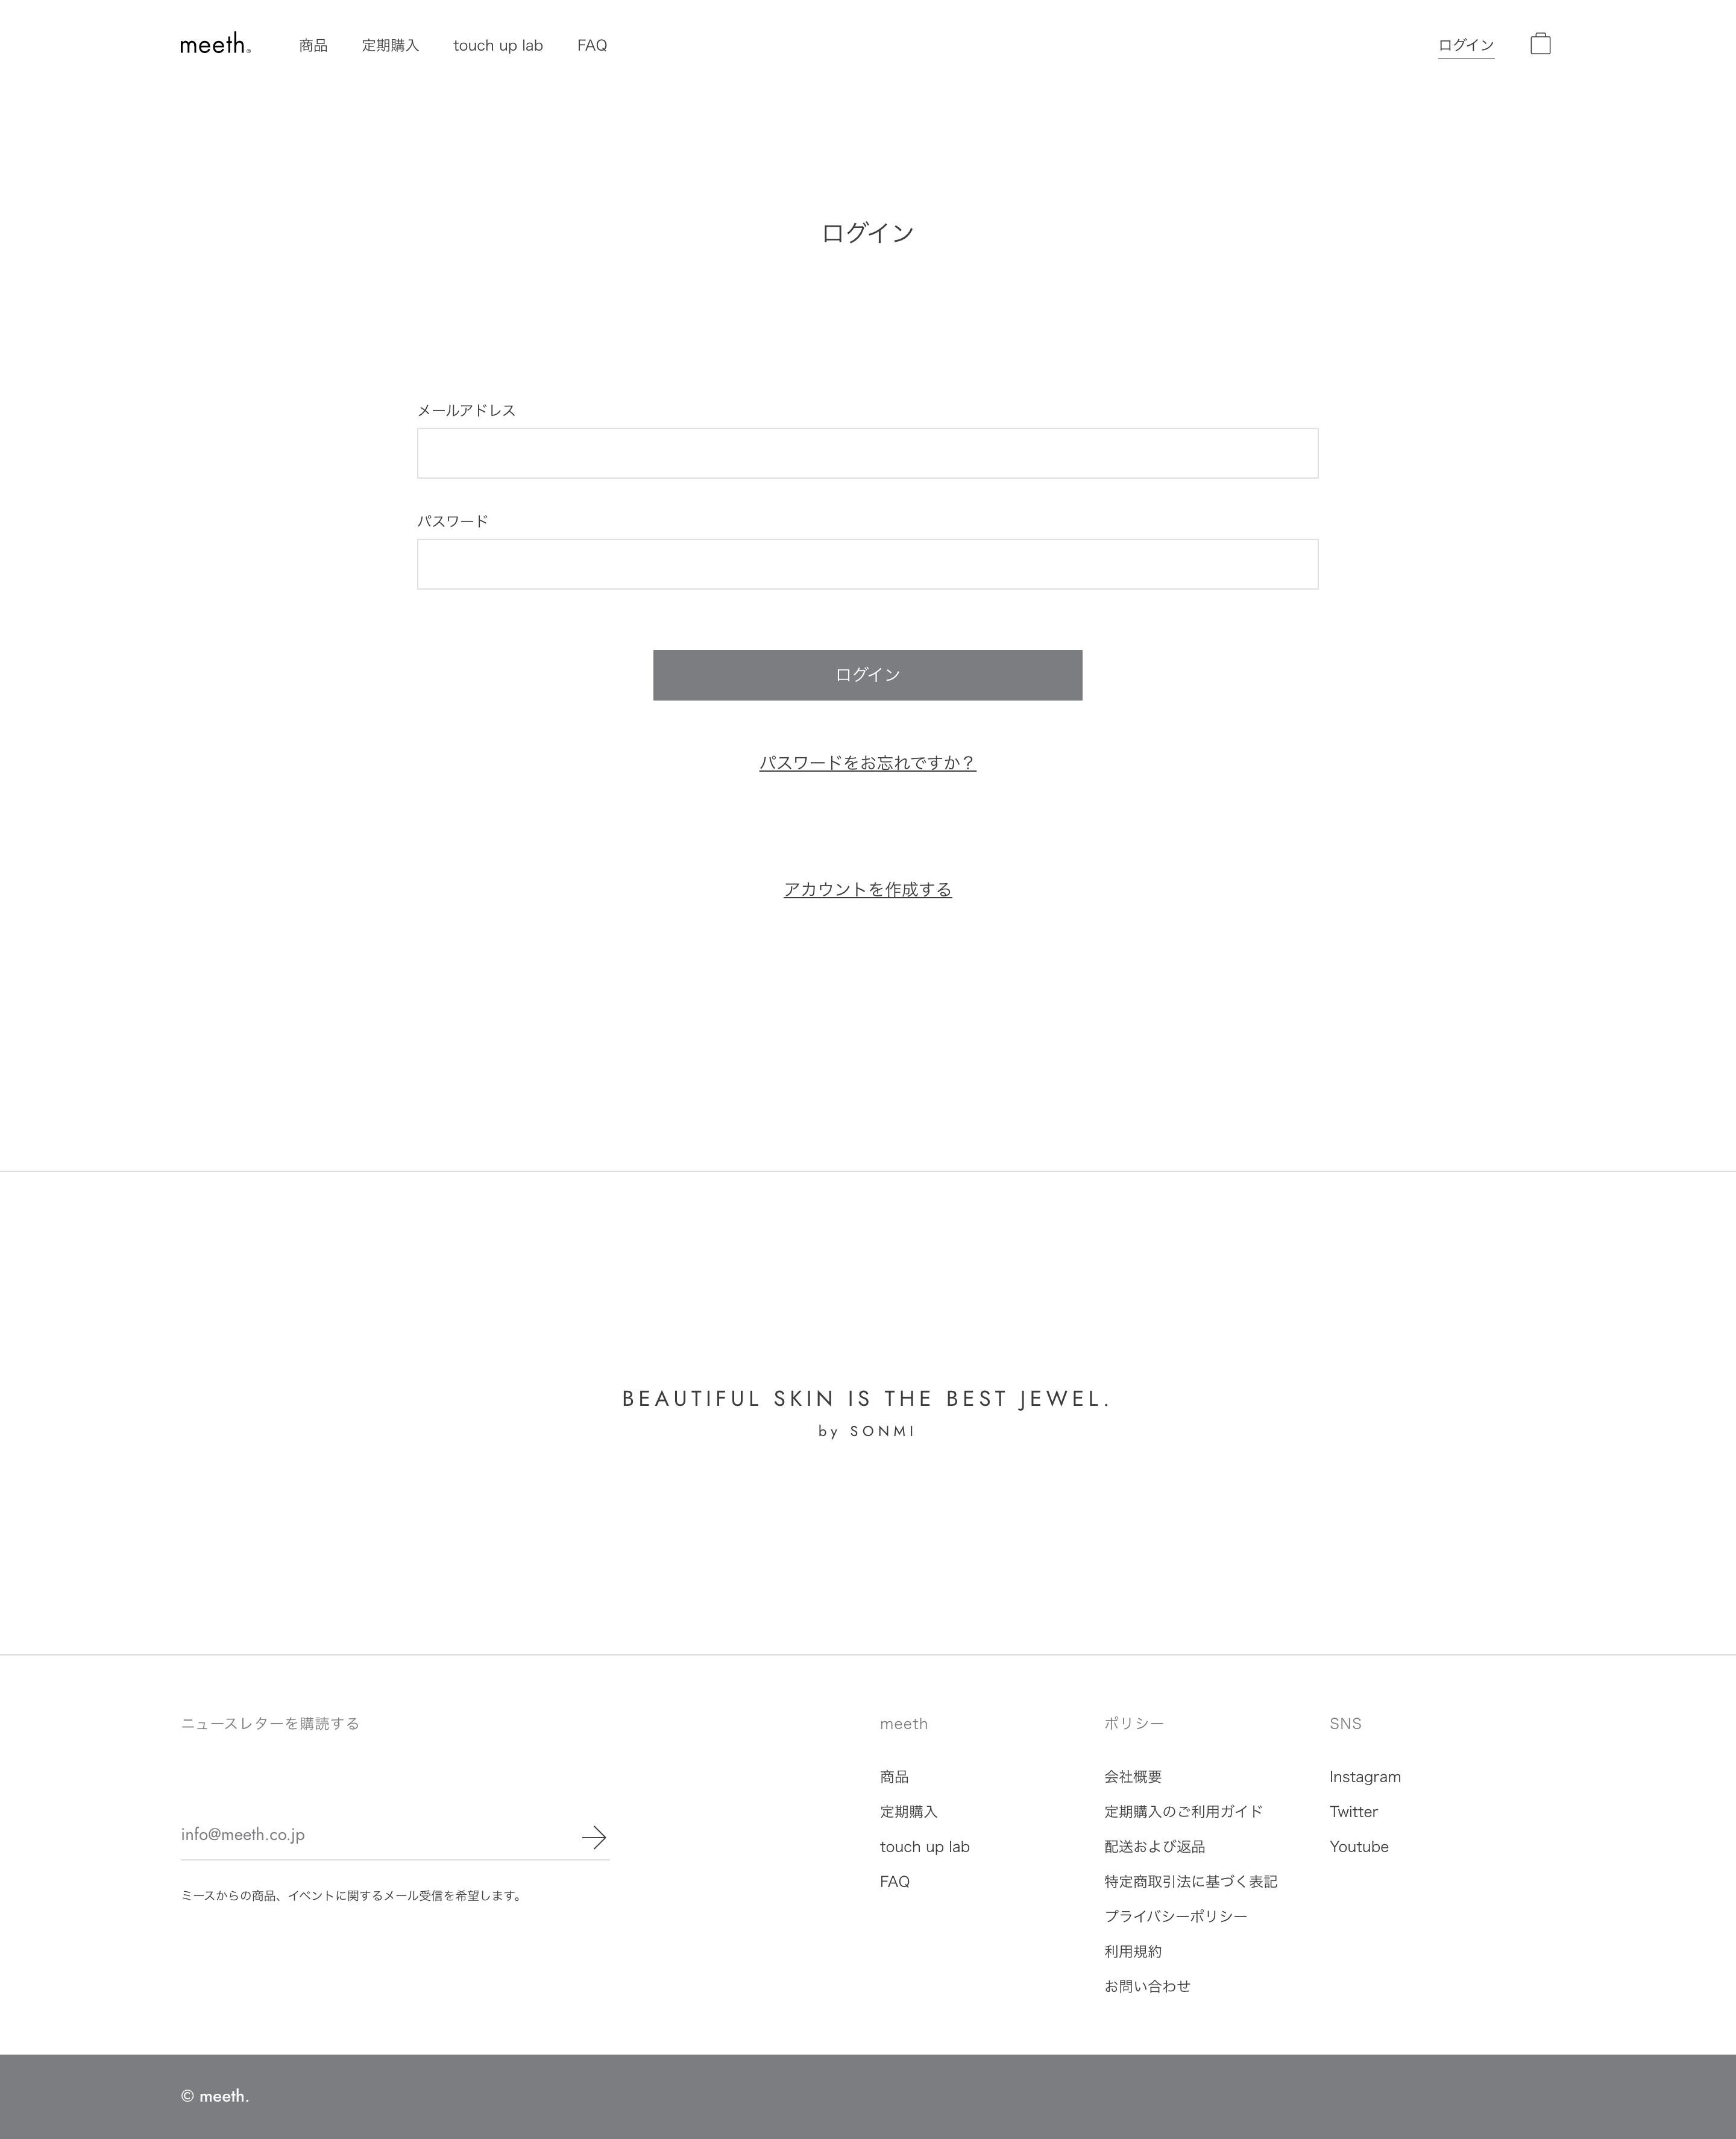 meeth.®
商品
定期購入
touch up lab
FAQ
ログイン
ログイン
メールアドレス
パスワード
ログイン
パスワードをお忘れですか？
アカウントを作成する
BEAUTIFUL SKIN IS THE BEST JEWEL.
by SONMI
ニュースレターを購読する
info@meeth.co.jp
ミースからの商品、イベントに関するメール受信を希望します。
meeth
商品
定期購入
touch up lab
FAQ
ポリシー
会社概要
定期購入のご利用ガイド
配送および返品
特定商取引法に基づく表記
プライバシーポリシー
利用規約
お問い合わせ
SNS
Instagram
Twitter
Youtube
© meeth.